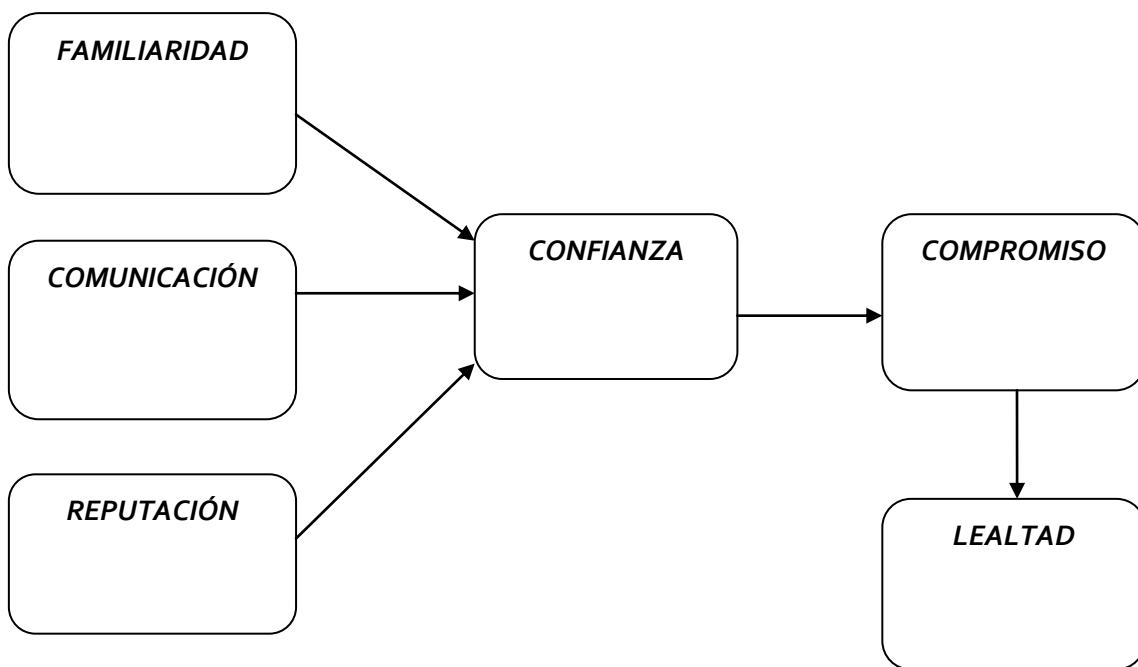 FAMILIARIDAD
COMUNICACIÓN
REPUTACIÓN
CONFIANZA
COMPROMISO
LEALTAD